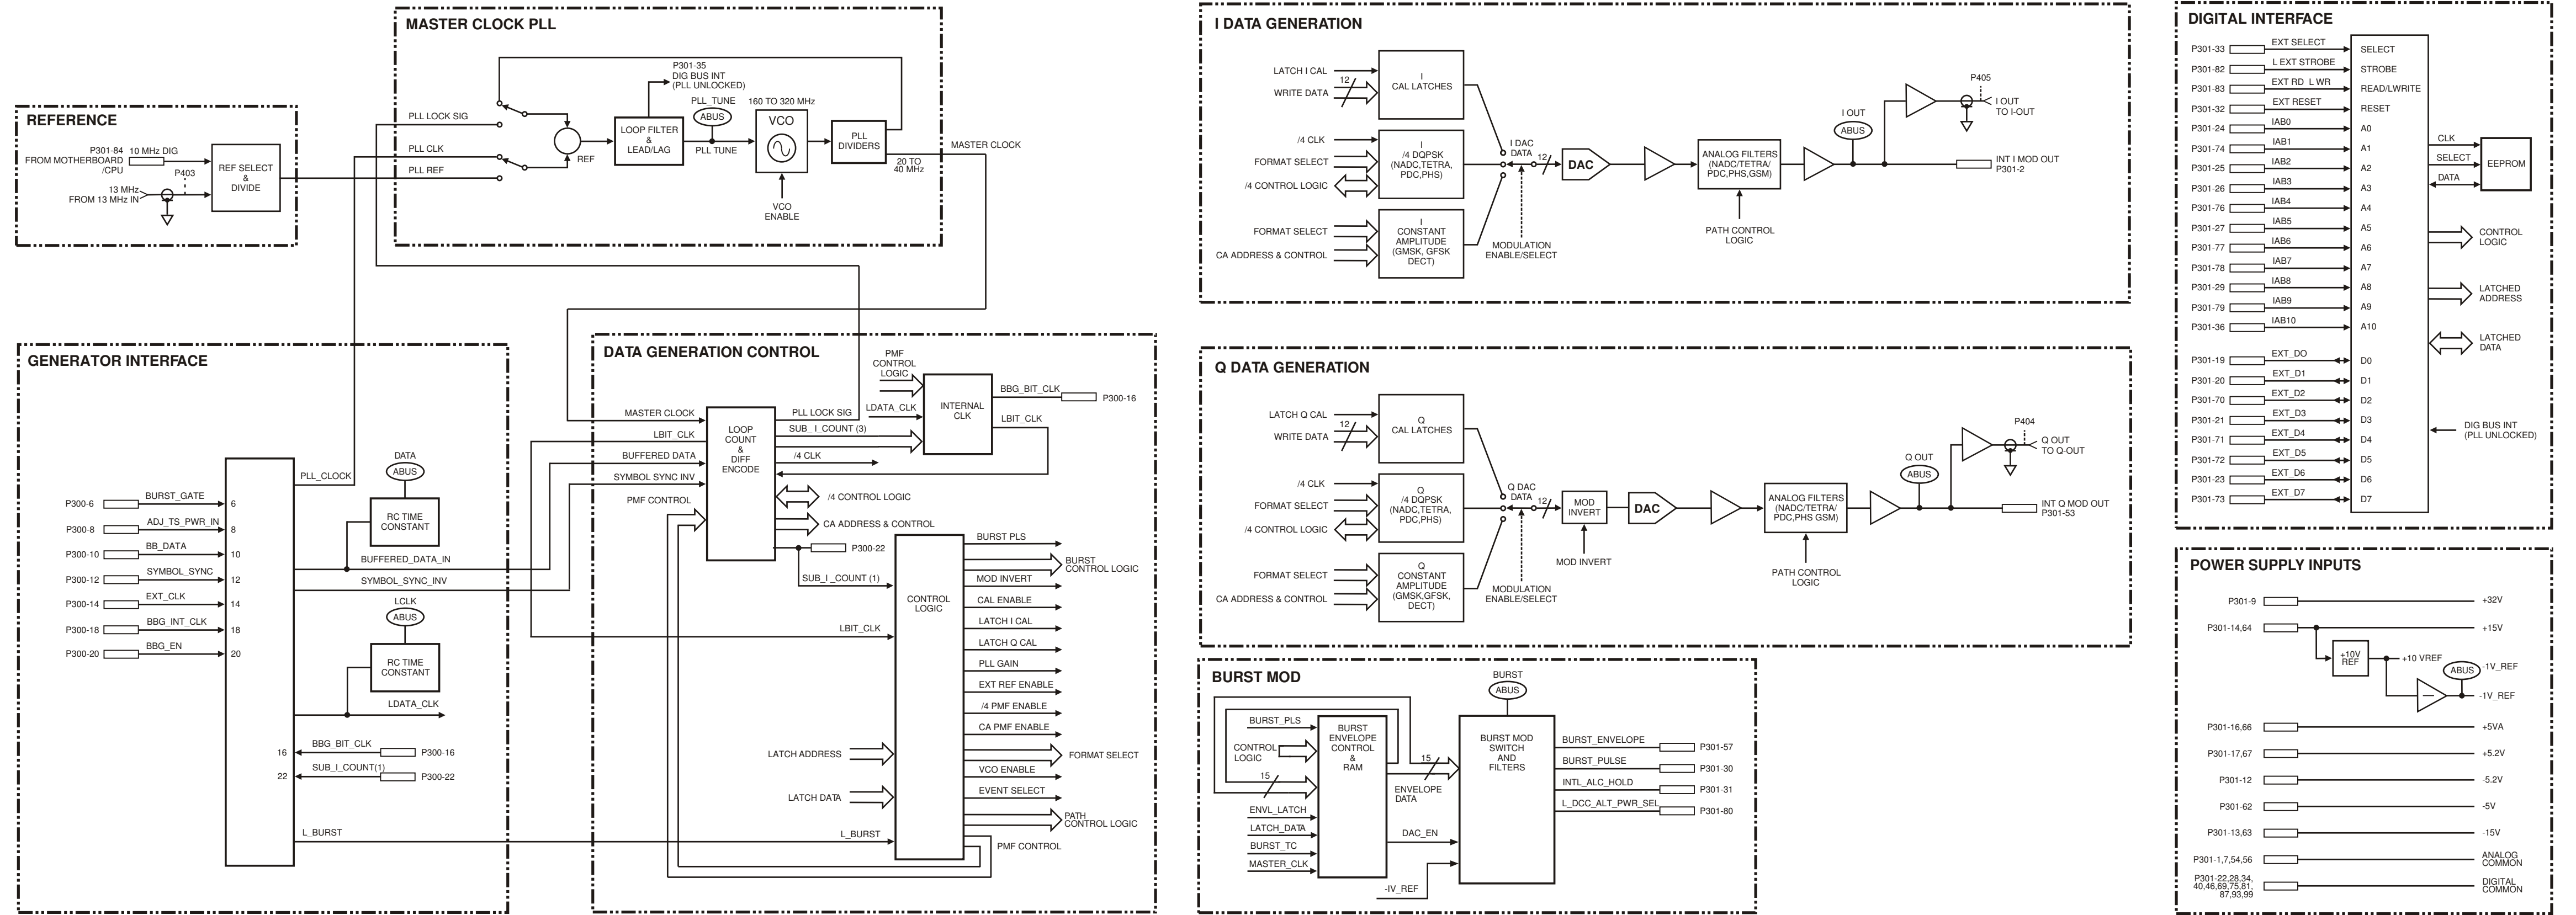 MASTER CLOCK PLL
P301-35
DIG BUS INT
(PLL UNLOCKED)
PLL LOCK SIG
PLL CLK
PLL REF
REF
LOOP FILTER
&
LEAD/LAG
PLL_TUNE
ABUS
PLL TUNE
160 TO 320 MHz
VCO
VCO
ENABLE
PLL
DIVIDERS
20 TO
40 MHz
MASTER CLOCK
REFERENCE
P301-84
10 MHz DIG
FROM MOTHERBOARD
/CPU
P403
13 MHz
FROM 13 MHz IN
REF SELECT
&
DIVIDE
GENERATOR INTERFACE
P300-6
BURST_GATE
6
P300-8
ADJ_TS_PWR_IN
8
P300-10
BB_DATA
10
P300-12
SYMBOL_SYNC
12
P300-14
EXT_CLK
14
P300-18
BBG_INT_CLK
18
P300-20
BBG_EN
20
PLL_CLOCK
DATA
ABUS
RC TIME
CONSTANT
BUFFERED_DATA_IN
SYMBOL_SYNC_INV
LCLK
ABUS
RC TIME
CONSTANT
LDATA_CLK
16
BBG_BIT_CLK
P300-16
22
SUB_I_COUNT(1)
P300-22
L_BURST
DATA GENERATION CONTROL
MASTER CLOCK
LBIT_CLK
BUFFERED DATA
SYMBOL SYNC INV
PMF CONTROL
LOOP
COUNT
&
DIFF
ENCODE
PLL LOCK SIG
SUB_ I_COUNT (3)
/4 CLK
/4 CONTROL LOGIC
CA ADDRESS & CONTROL
P300-22
SUB_I_COUNT (1)
PMF
CONTROL
LOGIC
LDATA_CLK
INTERNAL
CLK
BBG_BIT_CLK
P300-16
LBIT_CLK
LBIT_CLK
LATCH ADDRESS
LATCH DATA
L_BURST
CONTROL
LOGIC
BURST PLS
BURST
CONTROL LOGIC
MOD INVERT
CAL ENABLE
LATCH I CAL
LATCH Q CAL
PLL GAIN
EXT REF ENABLE
/4 PMF ENABLE
CA PMF ENABLE
FORMAT SELECT
VCO ENABLE
EVENT SELECT
PATH
CONTROL LOGIC
PMF CONTROL
I DATA GENERATION
LATCH I CAL
12
WRITE DATA
I
CAL LATCHES
/4 CLK
FORMAT SELECT
/4 CONTROL LOGIC
I
/4 DQPSK
(NADC,TETRA,
PDC,PHS)
FORMAT SELECT
CA ADDRESS & CONTROL
I
CONSTANT
AMPLITUDE
(GMSK, GFSK
DECT)
I DAC
DATA
12
MODULATION
ENABLE/SELECT
DAC
ANALOG FILTERS
(NADC/TETRA/
PDC,PHS,GSM)
PATH CONTROL
LOGIC
I OUT
ABUS
P405
I OUT
TO I-OUT
INT I MOD OUT
P301-2
Q DATA GENERATION
LATCH Q CAL
12
WRITE DATA
Q
CAL LATCHES
/4 CLK
FORMAT SELECT
/4 CONTROL LOGIC
Q
/4 DQPSK
(NADC,TETRA,
PDC,PHS)
FORMAT SELECT
CA ADDRESS & CONTROL
Q
CONSTANT
AMPLITUDE
(GMSK,GFSK,
DECT)
Q DAC
DATA
12
MODULATION
ENABLE/SELECT
MOD
INVERT
MOD INVERT
DAC
ANALOG FILTERS
(NADC/TETRA/
PDC,PHS GSM)
PATH CONTROL
LOGIC
Q OUT
ABUS
P404
Q OUT
TO Q-OUT
INT Q MOD OUT
P301-53
BURST MOD
BURST_PLS
CONTROL
LOGIC
15
ENVL_LATCH
LATCH_DATA
BURST_TC
MASTER_CLK
BURST
ENVELOPE
CONTROL
&
RAM
15
ENVELOPE
DATA
DAC_EN
-IV_REF
BURST
ABUS
BURST MOD
SWITCH
AND
FILTERS
BURST_ENVELOPE
P301-57
BURST_PULSE
P301-30
INTL_ALC_HOLD
P301-31
L_DCC_ALT_PWR_SEL
P301-80
DIGITAL INTERFACE
P301-33
EXT SELECT
SELECT
P301-82
L EXT STROBE
STROBE
P301-83
EXT RD L WR
READ/LWRITE
P301-32
EXT RESET
RESET
P301-24
IAB0
A0
P301-74
IAB1
A1
P301-25
IAB2
A2
P301-26
IAB3
A3
P301-76
IAB4
A4
P301-27
IAB5
A5
P301-77
IAB6
A6
P301-78
IAB7
A7
P301-29
IAB8
A8
P301-79
IAB9
A9
P301-36
IAB10
A10
P301-19
EXT_DO
D0
P301-20
EXT_D1
D1
P301-70
EXT_D2
D2
P301-21
EXT_D3
D3
P301-71
EXT_D4
D4
P301-72
EXT_D5
D5
P301-23
EXT_D6
D6
P301-73
EXT_D7
D7
CLK
SELECT
DATA
EEPROM
CONTROL
LOGIC
LATCHED
ADDRESS
LATCHED
DATA
DIG BUS INT
(PLL UNLOCKED)
POWER SUPPLY INPUTS
P301-9
+32V
P301-14,64
+15V
+10V
REF
+10 VREF
ABUS
-1V_REF
-1V_REF
P301-16,66
+5VA
P301-17,67
+5.2V
P301-12
-5.2V
P301-62
-5V
P301-13,63
-15V
P301-1,7,54,56
ANALOG
COMMON
P301-22,28,34,
40,46,69,75,81,
87,93,99
DIGITAL
COMMON